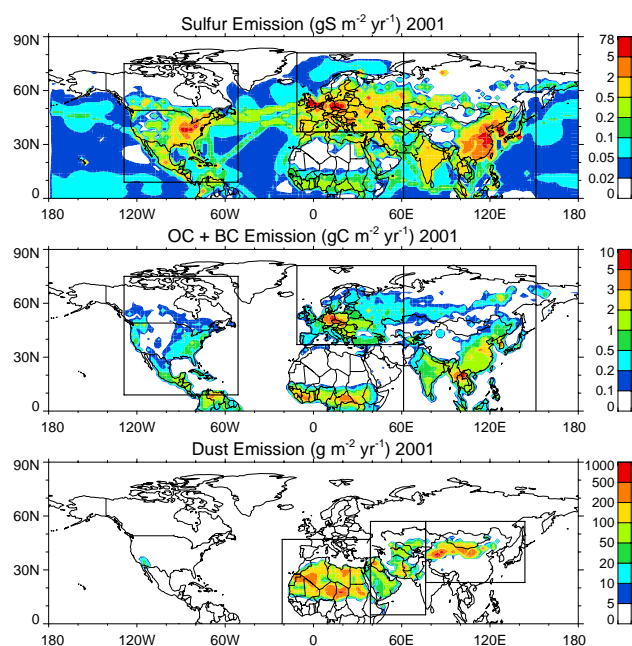 Sulfur Emission (gS m⁻² yr⁻¹) 2001
90N
60N
30N
0
180 120W 60W 0 60E 120E 180
78
5
2
1
0.5
0.2
0.1
0.05
0.02
0
OC + BC Emission (gC m⁻² yr⁻¹) 2001
90N
60N
30N
0
180 120W 60W 0 60E 120E 180
10
5
3
2
1
0.5
0.2
0.1
0
Dust Emission (g m⁻² yr⁻¹) 2001
90N
60N
30N
0
180 120W 60W 0 60E 120E 180
1000
500
200
100
50
20
10
5
0